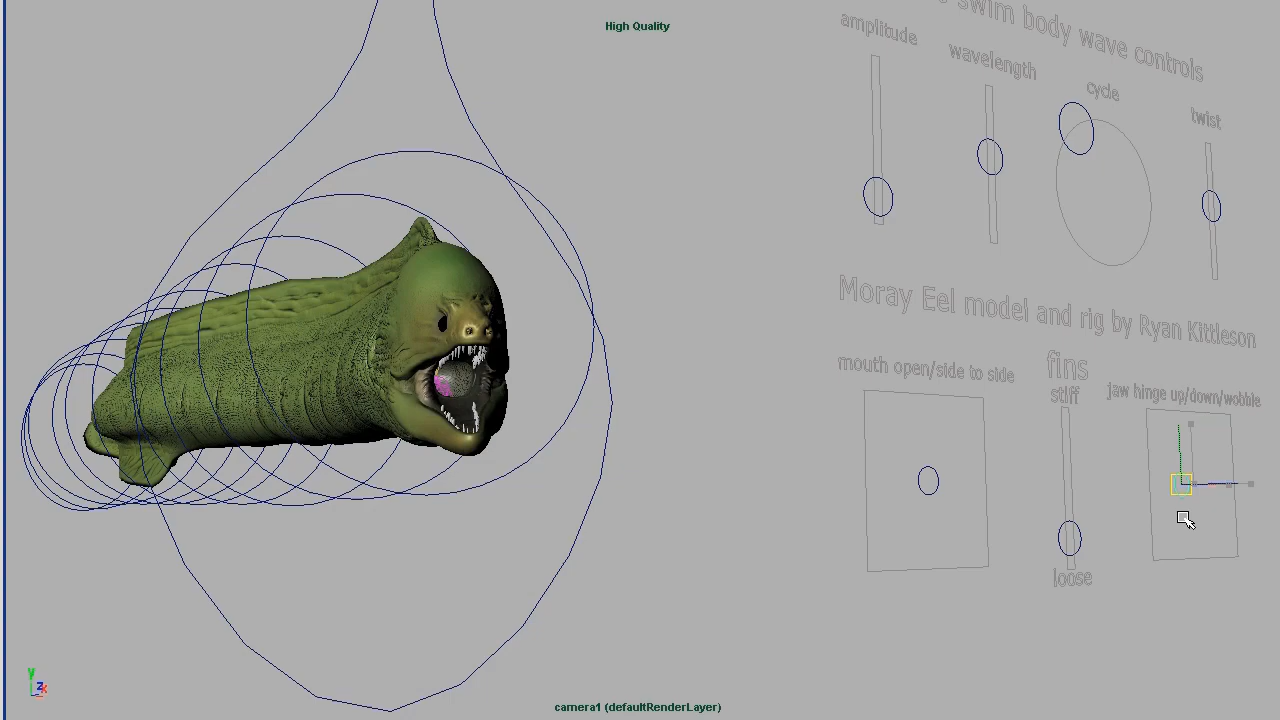 High Quality
swim body wave controls
amplitude
wavelength
cycle
twist
Moray Eel model and rig by Ryan Kittleson
mouth open/side to side
fins
stiff
jaw hinge up/down/wobble
loose
y
z
x
camera1 (defaultRenderLayer)